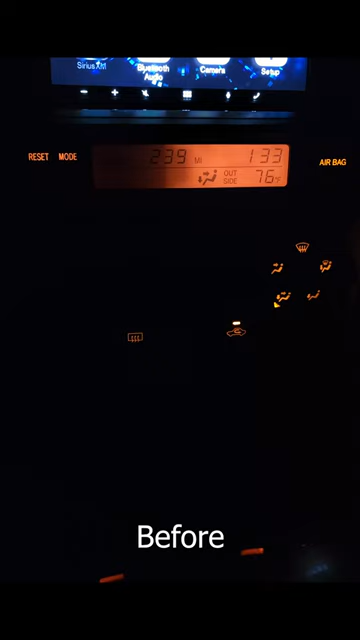 SiriusXM
Bluetooth
Audio
Camera
Setup
RESET MODE
239 MI 133
AIR BAG
OUT
SIDE 76°F
Before